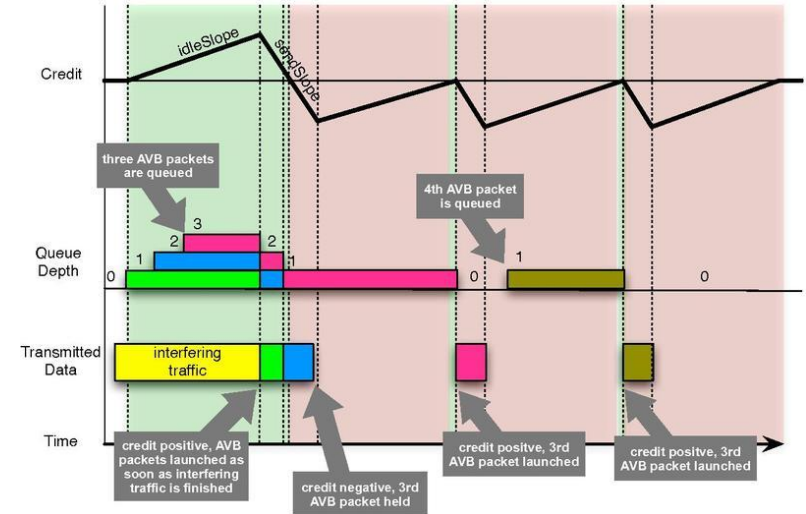 Credit
idleSlope
sendSlope
three AVB packets
are queued
4th AVB packet
is queued
Queue
Depth
0
1
2
3
2
1
0
1
0
Transmitted
Data
interfering
traffic
Time
credit positive, AVB
packets launched as
soon as interfering
traffic is finished
credit negative, 3rd
AVB packet held
credit positve, 3rd
AVB packet launched
credit positve, 3rd
AVB packet launched